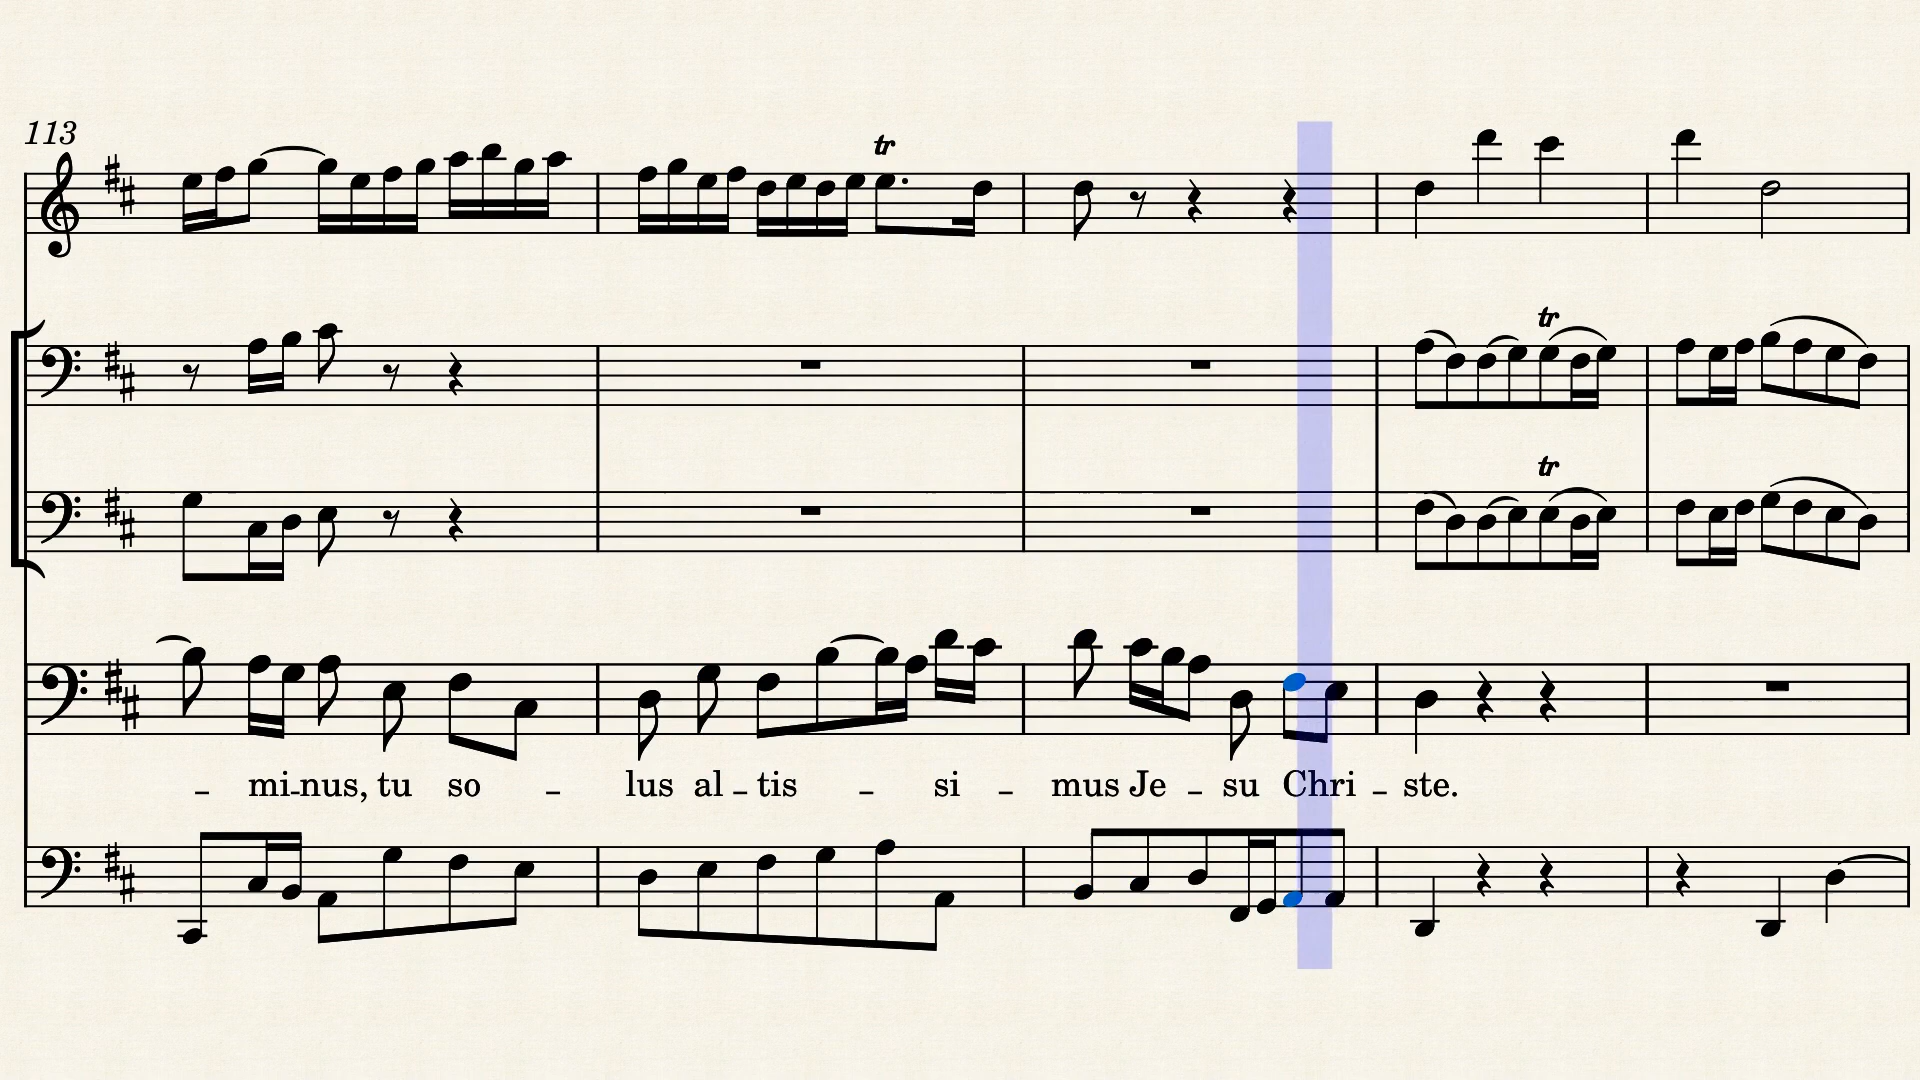 113
tr
tr
tr
– mi-nus, tu so – lus al – tis – si – mus Je – su Chri – ste.